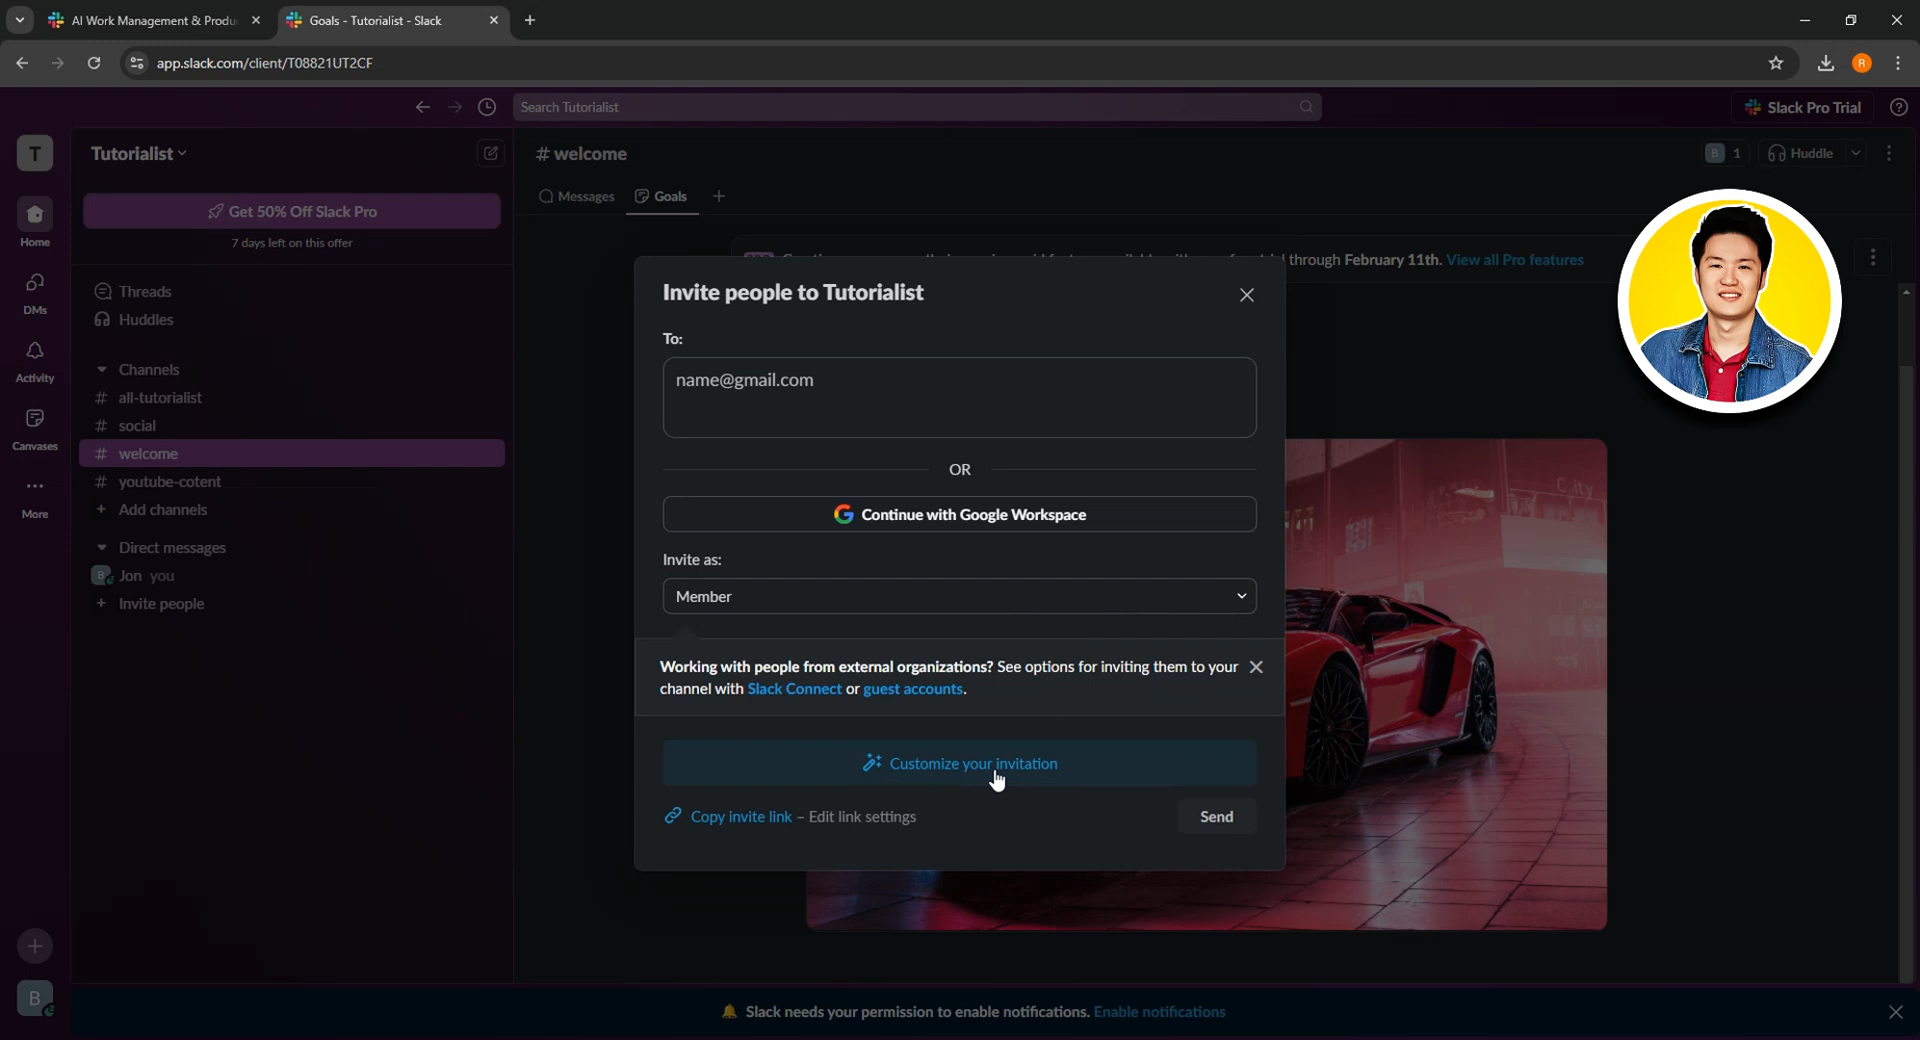 AI Work Management & Produ
Goals - Tutorialist - Slack
app.slack.com/client/T08821UT2CF
R
Search Tutorialist
Slack Pro Trial
T
Tutorialist
# welcome
B 1
Huddle
Get 50% Off Slack Pro
7 days left on this offer
Messages
Goals
Home
DMs
Activity
Canvases
More
Threads
Huddles
Channels
# all-tutorialist
# social
# welcome
# youtube-cotent
+ Add channels
Direct messages
B Jon you
+ Invite people
through February 11th. View all Pro features
Invite people to Tutorialist
To:
name@gmail.com
OR
Continue with Google Workspace
Invite as:
Member
Working with people from external organizations? See options for inviting them to your
channel with Slack Connect or guest accounts.
Customize your invitation
Copy invite link – Edit link settings
Send
B
Slack needs your permission to enable notifications. Enable notifications